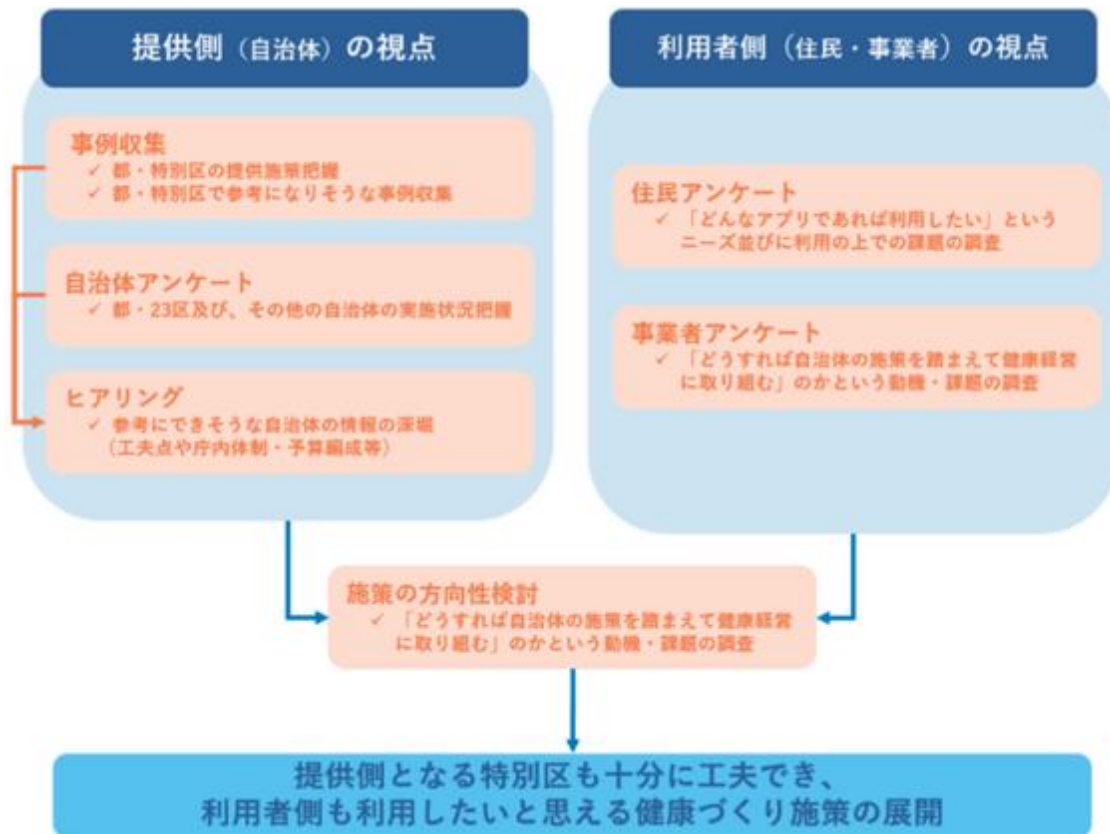 提供側（自治体）の視点
事例収集
✓ 都・特別区の提供施策把握
✓ 都・特別区で参考になりそうな事例収集
自治体アンケート
✓ 都・23区及び、その他の自治体の実施状況把握
ヒアリング
✓ 参考にできそうな自治体の情報の深堀
（工夫点や庁内体制・予算編成等）
利用者側（住民・事業者）の視点
住民アンケート
✓ 「どんなアプリであれば利用したい」という
ニーズ並びに利用の上での課題の調査
事業者アンケート
✓ 「どうすれば自治体の施策を踏まえて健康経営
に取り組む」のかという動機・課題の調査
施策の方向性検討
✓ 「どうすれば自治体の施策を踏まえて健康経営
に取り組む」のかという動機・課題の調査
提供側となる特別区も十分に工夫でき、
利用者側も利用したいと思える健康づくり施策の展開